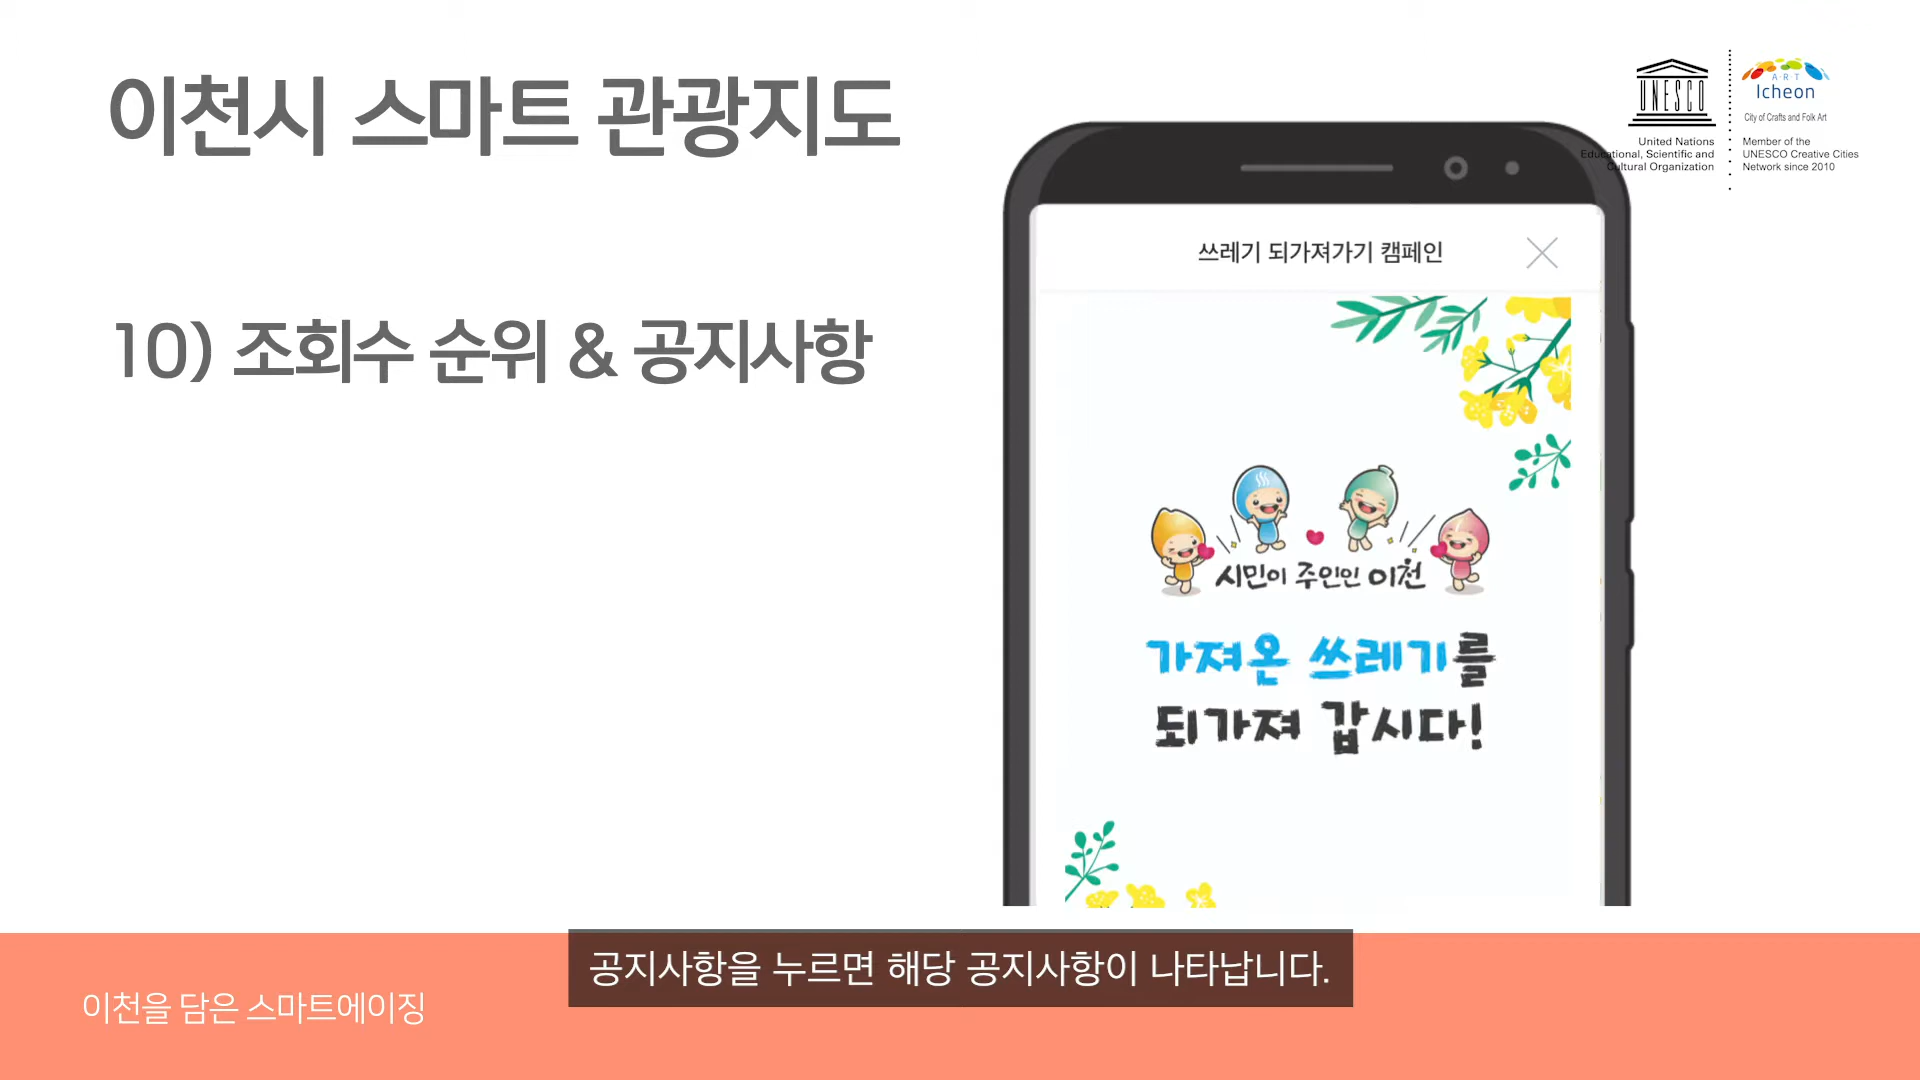 이천시 스마트 관광지도
10) 조회수 순위 & 공지사항
UNESCO
United Nations
Educational, Scientific and
Cultural Organization
ART
Icheon
City of Crafts and Folk Art
Member of the
UNESCO Creative Cities
Network since 2010
쓰레기 되가져가기 캠페인
시민이 주인인 이천
가져온 쓰레기를
되가져 갑시다!
공지사항을 누르면 해당 공지사항이 나타납니다.
이천을 담은 스마트에이징